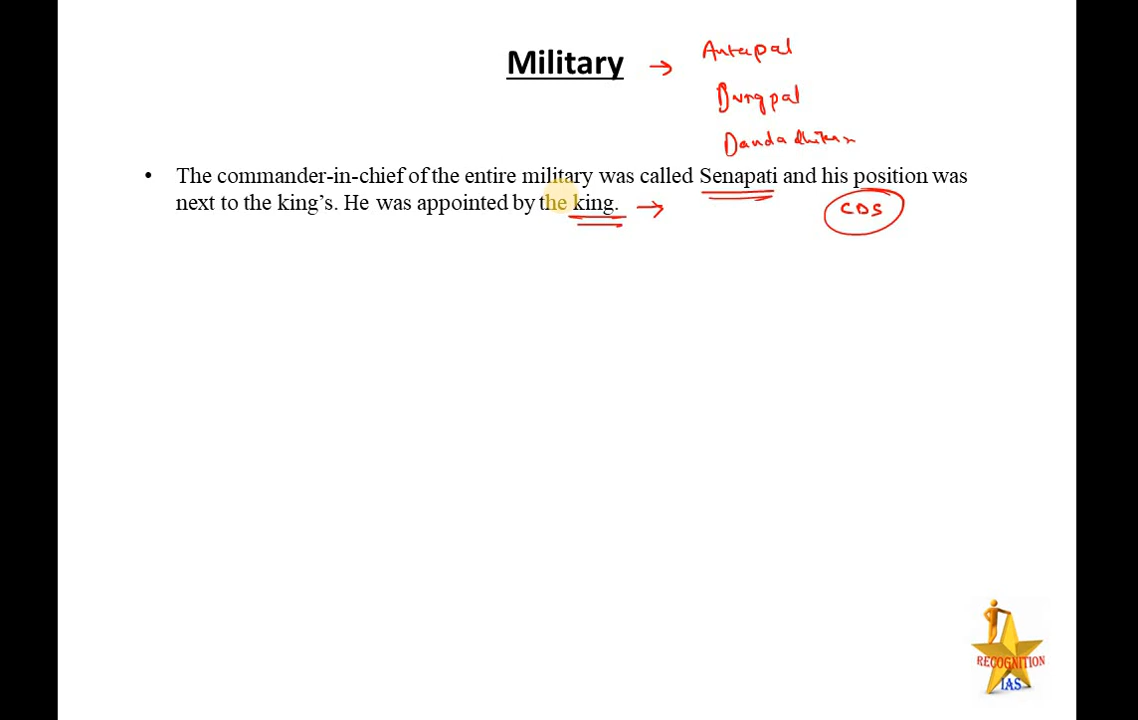 Military → Antapal
Durgpal
Dandadhikar
• The commander-in-chief of the entire military was called Senapati and his position was
next to the king's. He was appointed by the king. → CDS
RECOGNITION
IAS